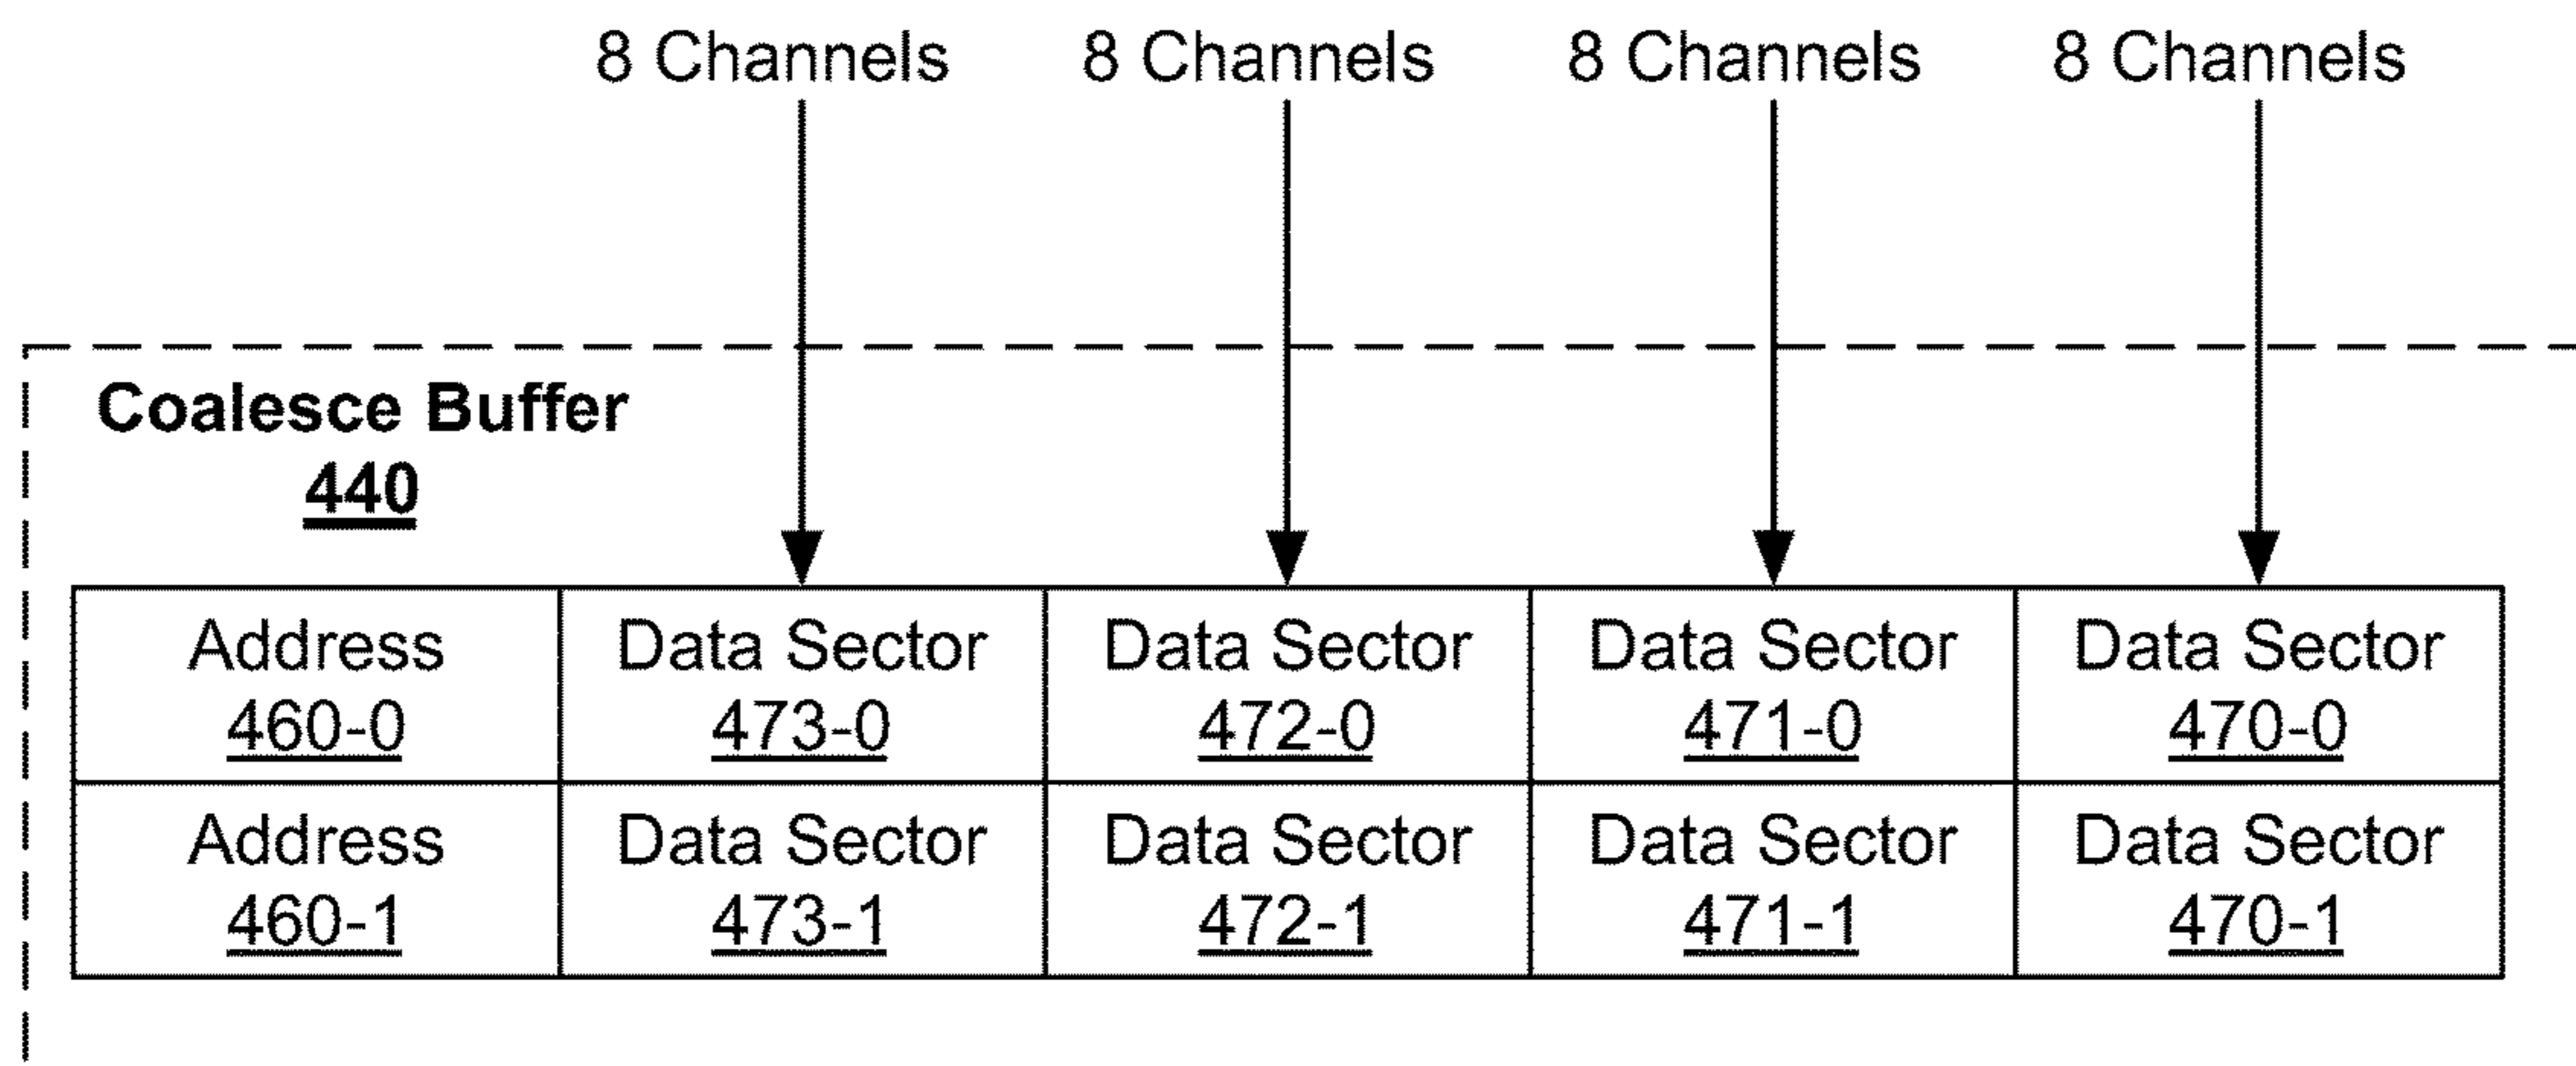 8 Channels 8 Channels 8 Channels 8 Channels
Coalesce Buffer
440
Address Data Sector Data Sector Data Sector Data Sector
460-0 473-0 472-0 471-0 470-0
Address Data Sector Data Sector Data Sector Data Sector
460-1 473-1 472-1 471-1 470-1